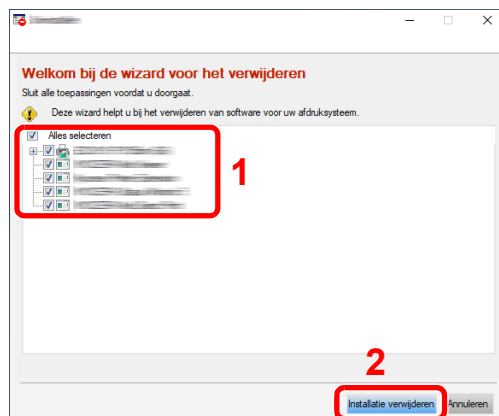 Welkom bij de wizard voor het verwijderen
Sluit alle toepassingen voordat u doorgaat.
Deze wizard helpt u bij het verwijderen van software voor uw afdruksysteem.
Alles selecteren
1
2
Installatie verwijderen
Annuleren